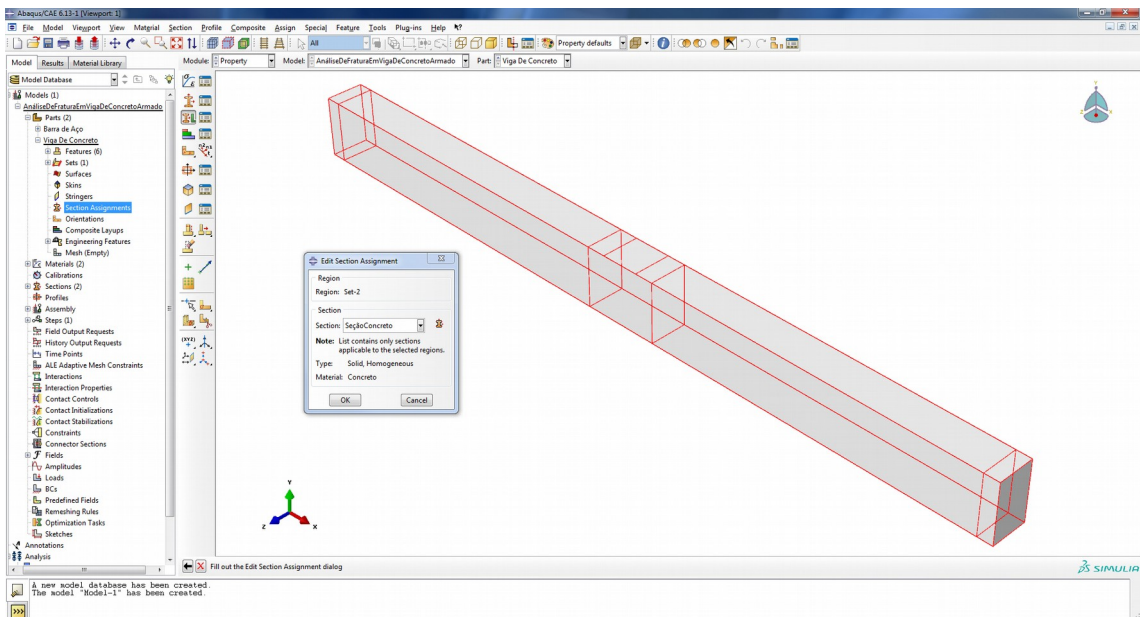 Abaqus/CAE 6.13-1 [Viewport: 1]
File Model Viewport View Material Section Profile Composite Assign Special Feature Tools Plug-ins Help
All Property defaults
Model Results Material Library Module: Property Model: AnáliseDeFraturaEmVigaDeConcretoArmado Part: Viga De Concreto
Model Database
Models (1)
AnáliseDeFraturaEmVigaDeConcretoArmado
Parts (2)
Barra de Aço
Viga De Concreto
Features (6)
Sets (1)
Surfaces
Skins
Stringers
Section Assignments
Orientations
Composite Layups
Engineering Features
Mesh (Empty)
Materials (2)
Calibrations
Sections (2)
Profiles
Assembly
Steps (1)
Field Output Requests
History Output Requests
Time Points
ALE Adaptive Mesh Constraints
Interactions
Interaction Properties
Contact Controls
Contact Initializations
Contact Stabilizations
Constraints
Connector Sections
Fields
Amplitudes
Loads
BCs
Predefined Fields
Remeshing Rules
Optimization Tasks
Sketches
Annotations
Analysis
Edit Section Assignment
Region
Region: Set-2
Section
Section: SeçãoConcreto
Note: List contains only sections
applicable to the selected regions.
Type: Solid, Homogeneous
Material: Concreto
OK Cancel
Y
Z X
Fill out the Edit Section Assignment dialog
SIMULIA
A new model database has been created.
The model "Model-1" has been created.
>>>